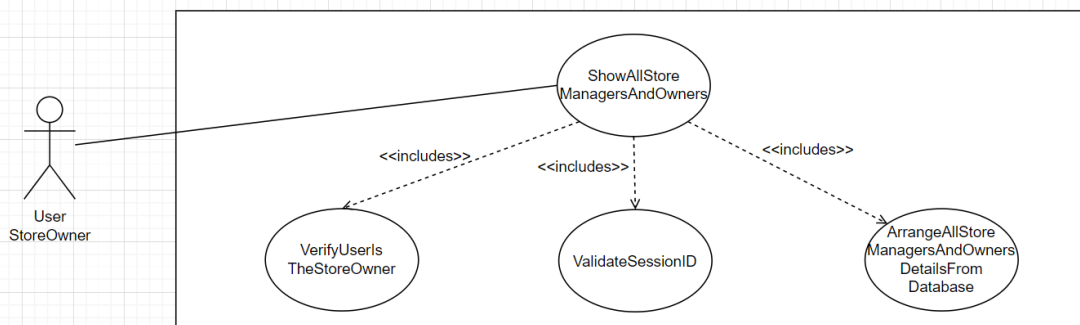 ShowAllStore
ManagersAndOwners
<<includes>>
<<includes>>
<<includes>>
User
StoreOwner
VerifyUserIs
TheStoreOwner
ValidateSessionID
ArrangeAllStore
ManagersAndOwners
DetailsFrom
Database